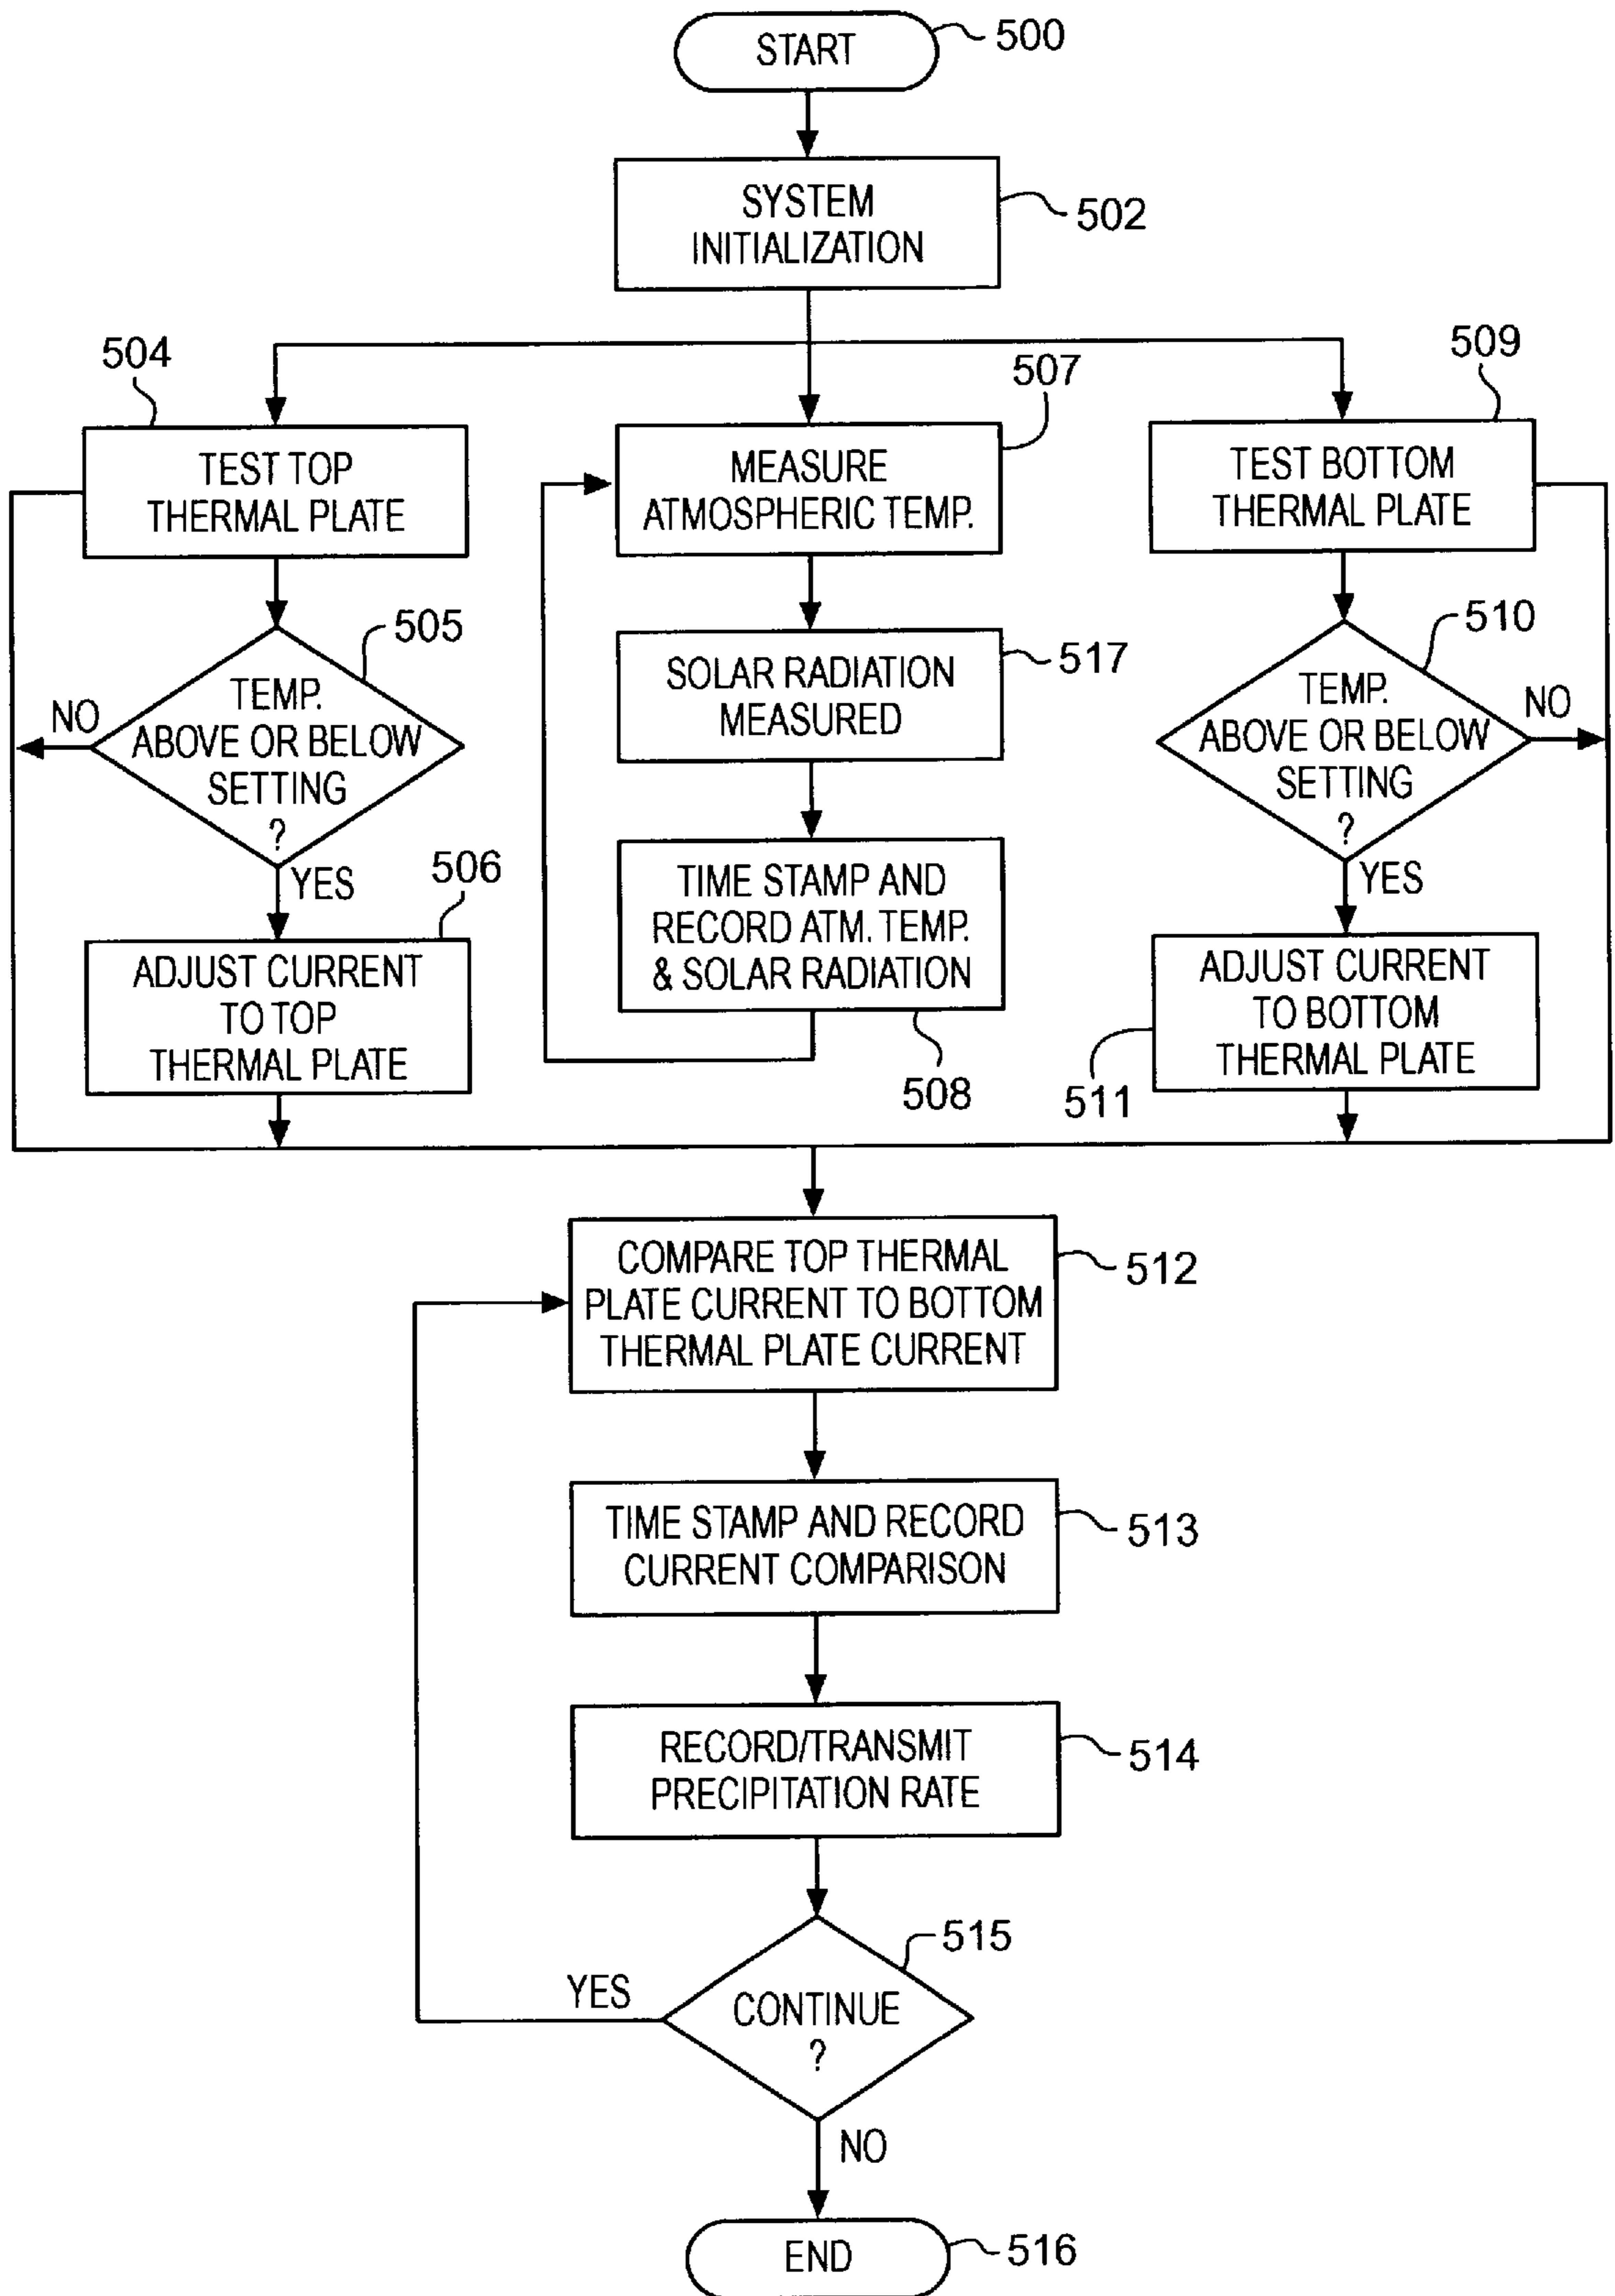 START
500
SYSTEM
INITIALIZATION
502
504
TEST TOP
THERMAL PLATE
505
TEMP.
ABOVE OR BELOW
SETTING
?
NO
YES
506
ADJUST CURRENT
TO TOP
THERMAL PLATE
507
MEASURE
ATMOSPHERIC TEMP.
SOLAR RADIATION
MEASURED
517
TIME STAMP AND
RECORD ATM. TEMP.
& SOLAR RADIATION
508
509
TEST BOTTOM
THERMAL PLATE
510
TEMP.
ABOVE OR BELOW
SETTING
?
NO
YES
ADJUST CURRENT
TO BOTTOM
THERMAL PLATE
511
COMPARE TOP THERMAL
PLATE CURRENT TO BOTTOM
THERMAL PLATE CURRENT
512
TIME STAMP AND RECORD
CURRENT COMPARISON
513
RECORD/TRANSMIT
PRECIPITATION RATE
514
515
YES
CONTINUE
?
NO
END
516